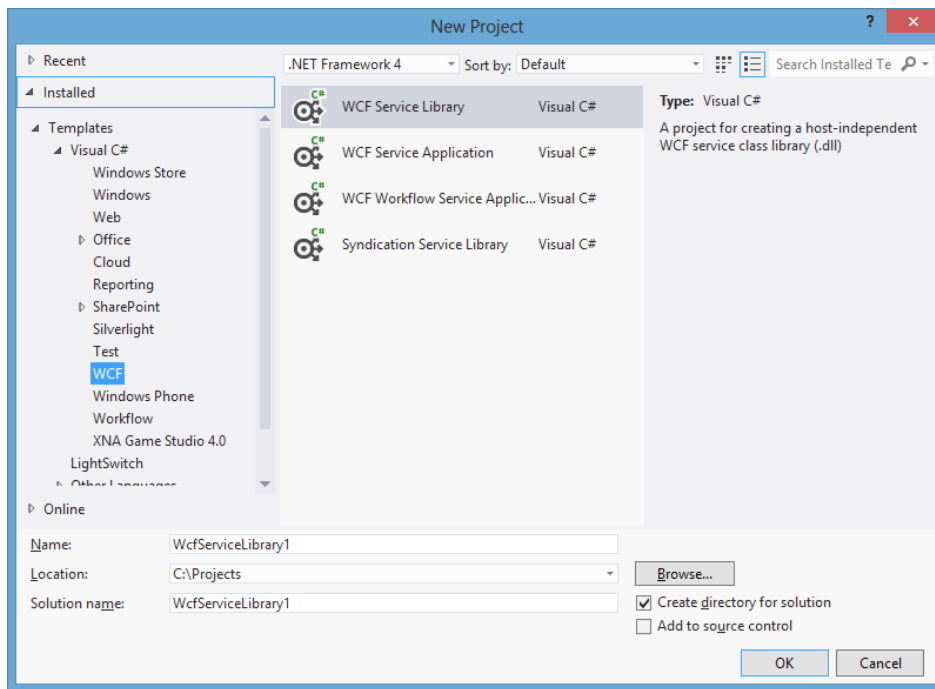 New Project
?
Recent
Installed
Templates
Visual C#
Windows Store
Windows
Web
Office
Cloud
Reporting
SharePoint
Silverlight
Test
WCF
Windows Phone
Workflow
XNA Game Studio 4.0
LightSwitch
Other Languages
Online
.NET Framework 4 Sort by: Default Search Installed Te
C# WCF Service Library Visual C#
C# WCF Service Application Visual C#
C# WCF Workflow Service Applic... Visual C#
C# Syndication Service Library Visual C#
Type: Visual C#
A project for creating a host-independent
WCF service class library (.dll)
Name: WcfServiceLibrary1
Location: C:\Projects Browse...
Solution name: WcfServiceLibrary1
Create directory for solution
Add to source control
OK Cancel